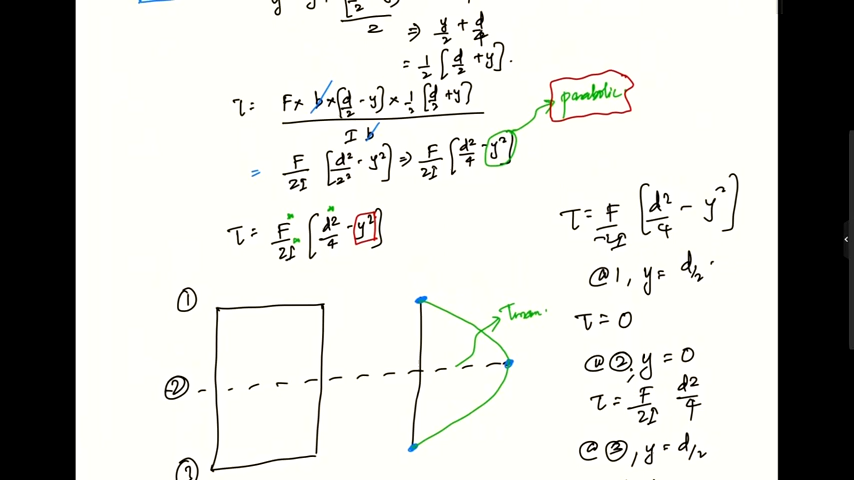 2 ⇒ y/2 + d/4
= 1/2 [d/2 + y].
τ = F × b × [d/2 - y] × 1/2 [d/2 + y] / I b
parabolic
= F/2I [d²/2² - y²] ⇒ F/2I [d²/4 - y²]
τ = F/2I [d²/4 - y²]
τ = F/2I [d²/4 - y²]
@1, y = d/2
τ = 0
@②, y = 0
τ = F/2I d²/4
@③, y = d/2
①
τmax.
②
③